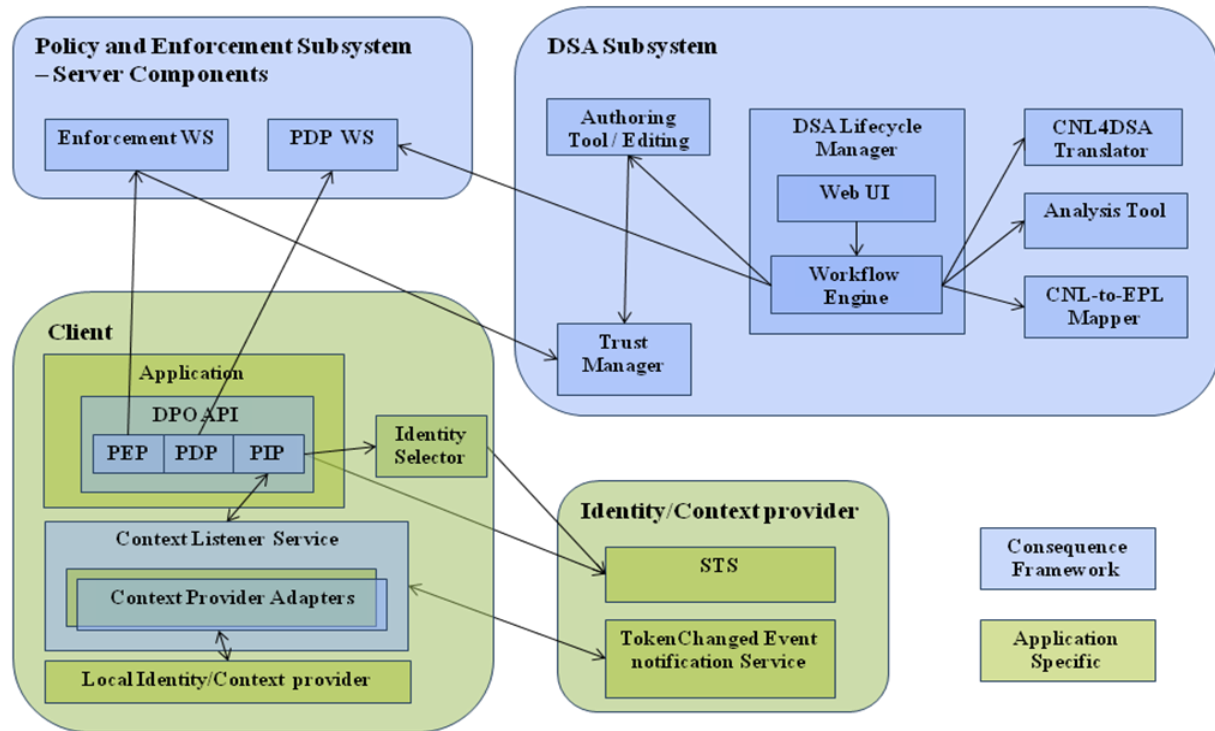 Policy and Enforcement Subsystem
– Server Components
Enforcement WS
PDP WS
DSA Subsystem
Authoring
Tool / Editing
DSA Lifecycle
Manager
Web UI
Workflow
Engine
CNL4DSA
Translator
Analysis Tool
CNL-to-EPL
Mapper
Trust
Manager
Client
Application
DPO API
PEP
PDP
PIP
Identity
Selector
Context Listener Service
Context Provider Adapters
Local Identity/Context provider
Identity/Context provider
STS
TokenChanged Event
notification Service
Consequence
Framework
Application
Specific